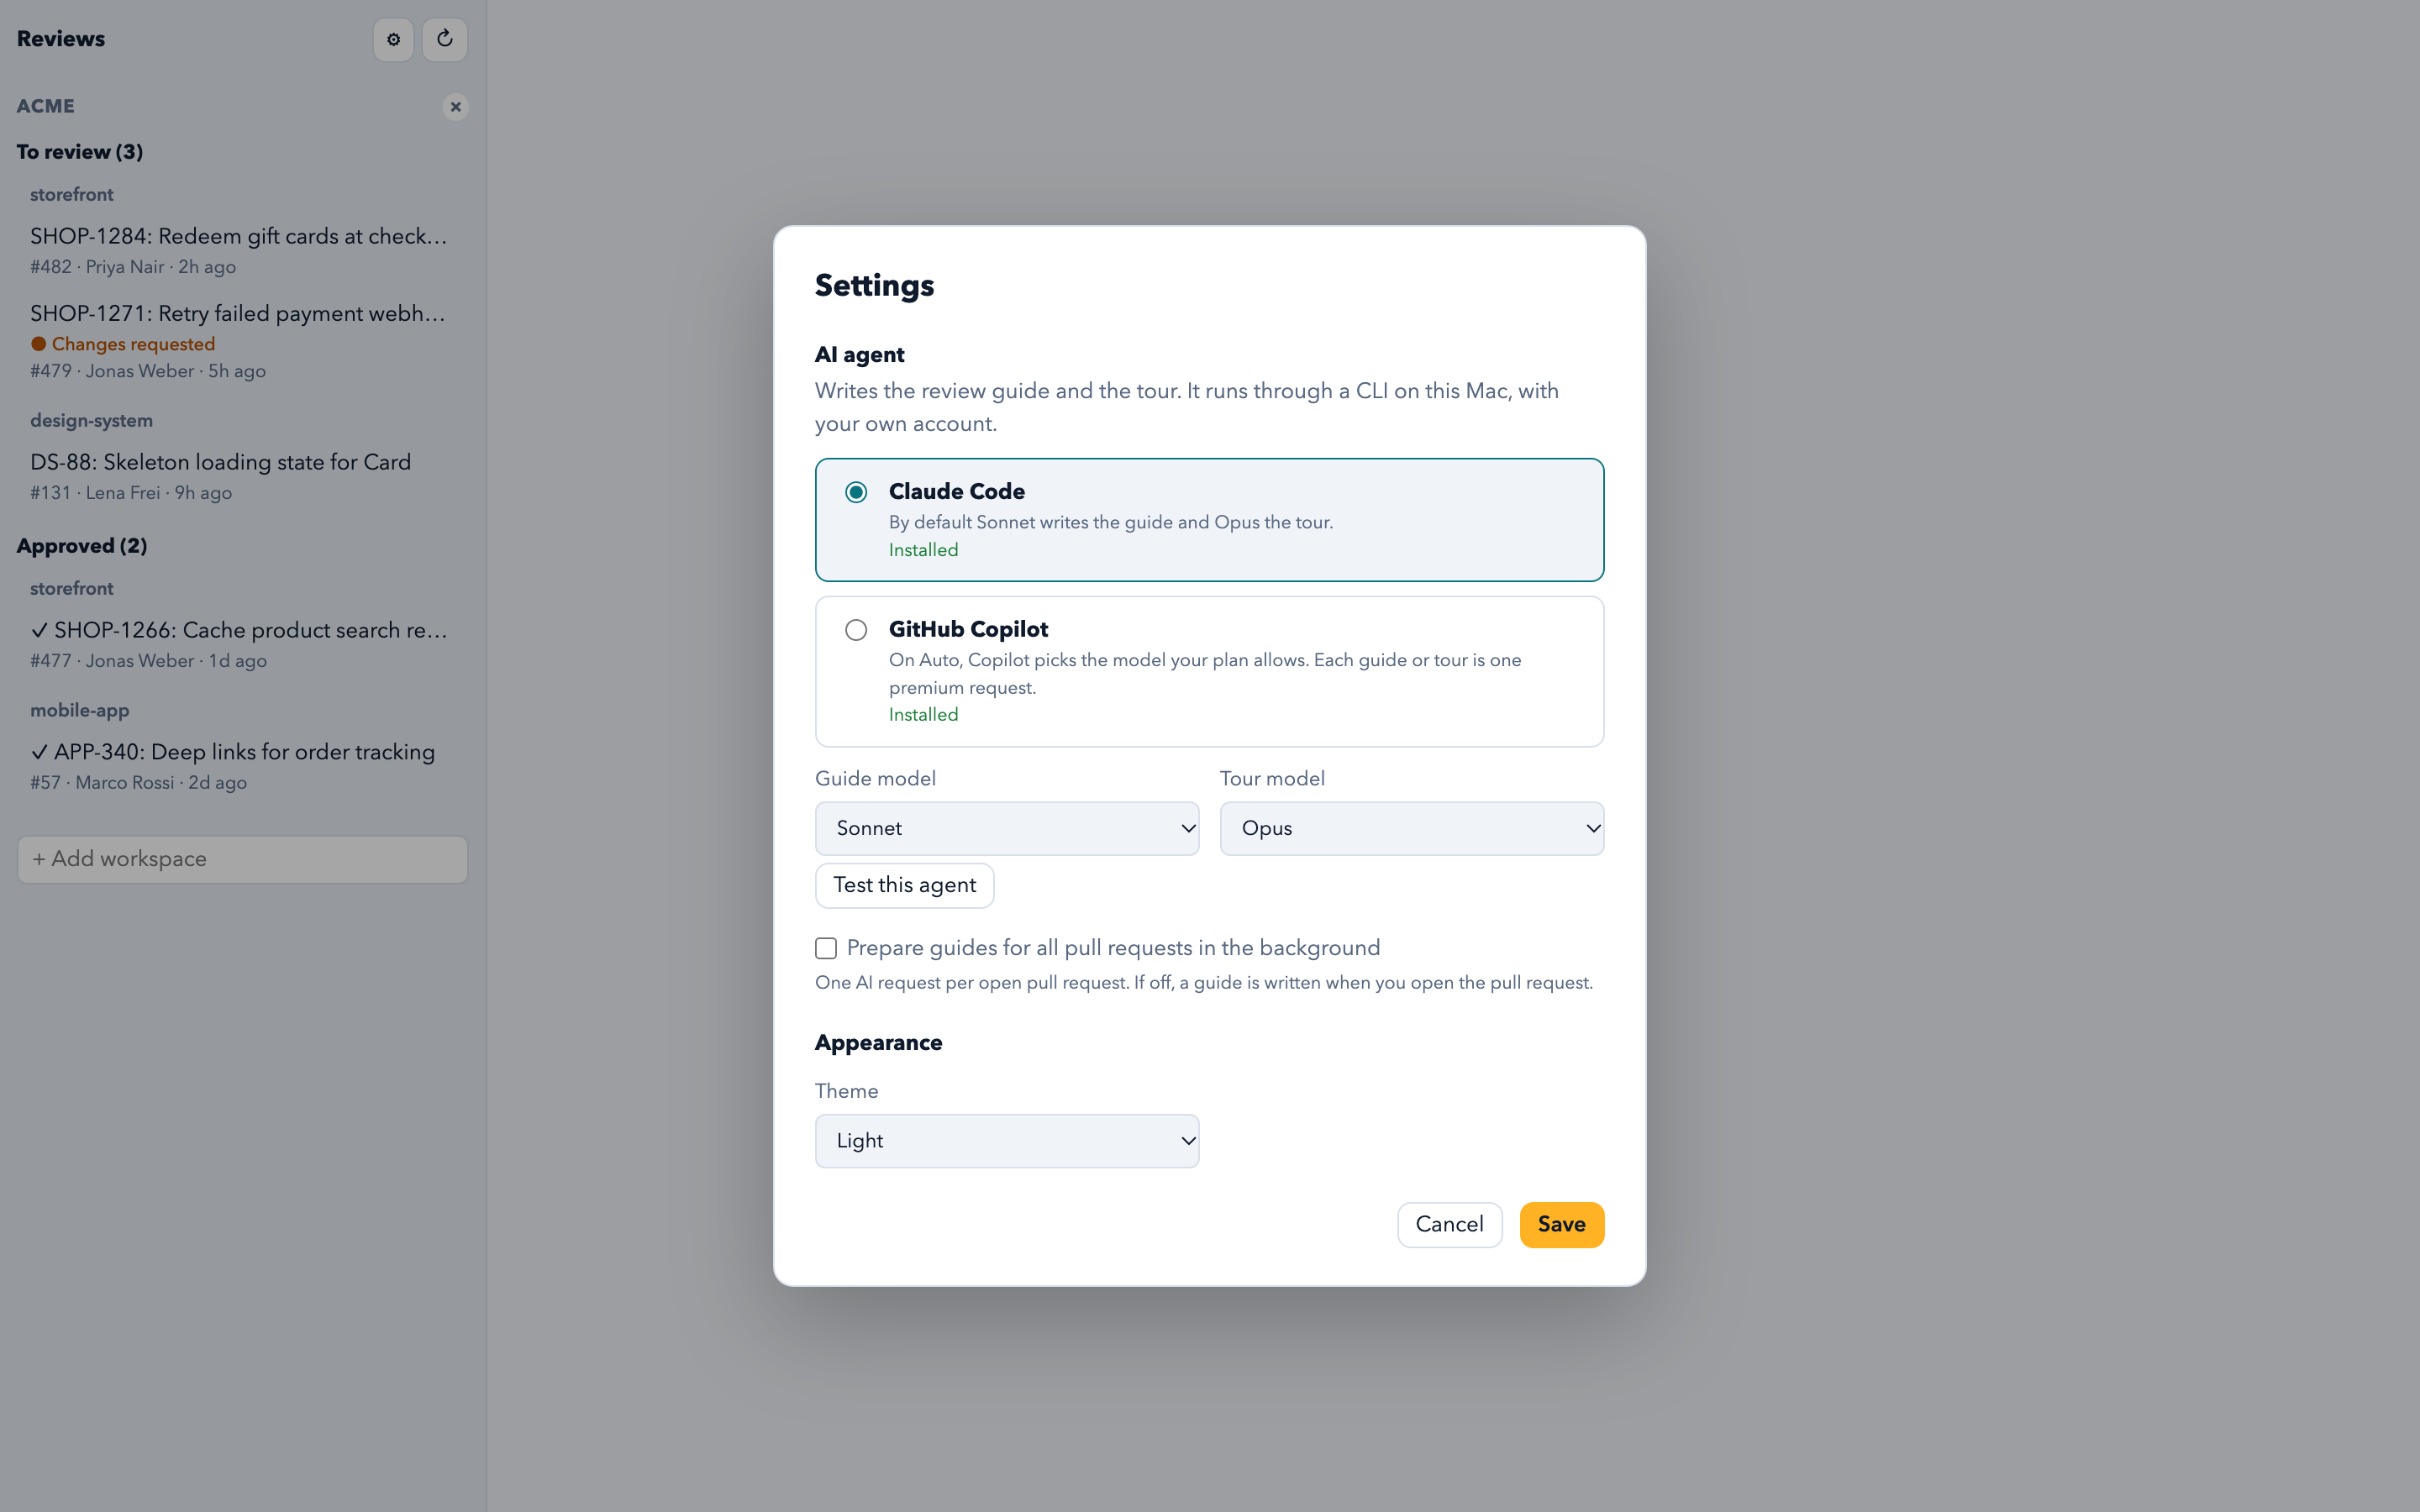 Reviews
ACME
To review (3)
storefront
SHOP-1284: Redeem gift cards at check…
#482 · Priya Nair · 2h ago
SHOP-1271: Retry failed payment webh…
Changes requested
#479 · Jonas Weber · 5h ago
design-system
DS-88: Skeleton loading state for Card
#131 · Lena Frei · 9h ago
Approved (2)
storefront
✓ SHOP-1266: Cache product search re…
#477 · Jonas Weber · 1d ago
mobile-app
✓ APP-340: Deep links for order tracking
#57 · Marco Rossi · 2d ago
+ Add workspace
Settings
AI agent
Writes the review guide and the tour. It runs through a CLI on this Mac, with
your own account.
Claude Code
By default Sonnet writes the guide and Opus the tour.
Installed
GitHub Copilot
On Auto, Copilot picks the model your plan allows. Each guide or tour is one
premium request.
Installed
Guide model
Tour model
Sonnet
Opus
Test this agent
Prepare guides for all pull requests in the background
One AI request per open pull request. If off, a guide is written when you open the pull request.
Appearance
Theme
Light
Cancel
Save